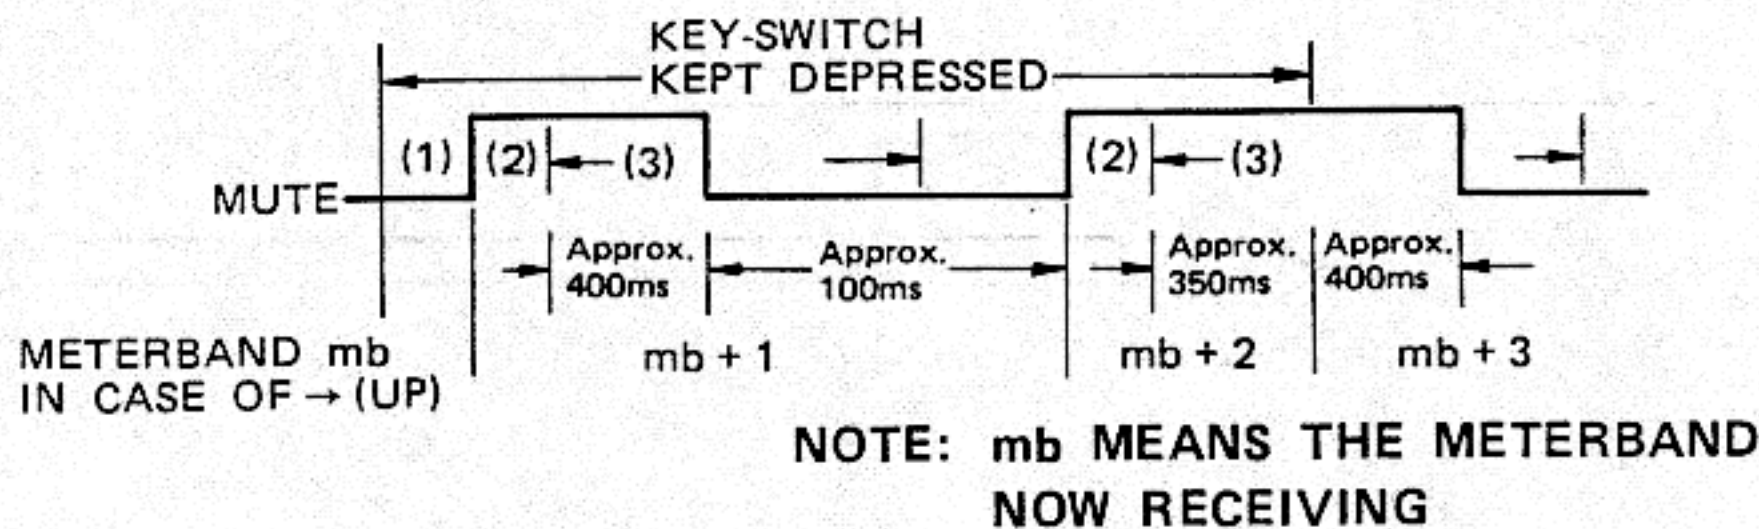 KEY-SWITCH
KEPT DEPRESSED
(1) (2) (3) (2) (3)
MUTE
Approx. 400ms Approx. 100ms Approx. 350ms Approx. 400ms
METERBAND mb mb + 1 mb + 2 mb + 3
IN CASE OF → (UP)
NOTE: mb MEANS THE METERBAND
NOW RECEIVING